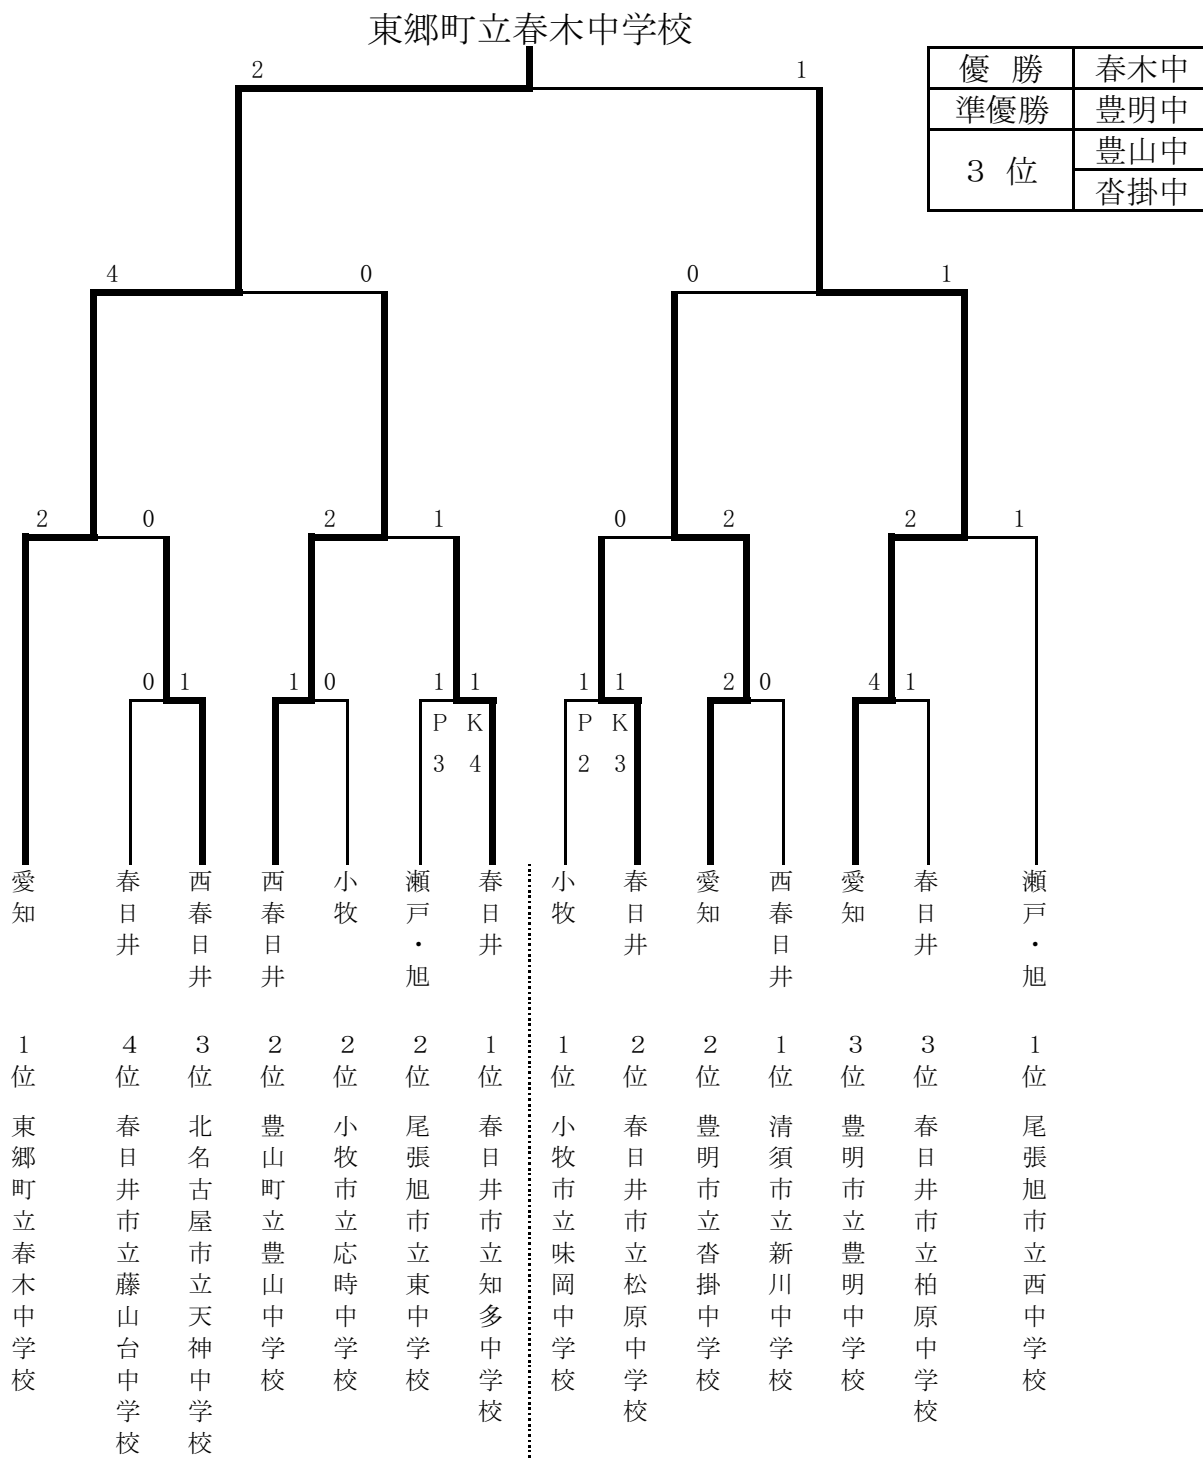 東郷町立春木中学校
優 勝 春木中
準優勝 豊明中
３ 位 豊山中
沓掛中
2 1
4 0 0 1
2 0 2 1 0 2 2 1
0 1 1 0 1 1 1 1 2 0 4 1
P K P K
3 4 2 3
愛知 春日井 西春日井 西春日井 小牧 瀬戸・旭 春日井 小牧 春日井 愛知 西春日井 愛知 春日井 瀬戸・旭
1位 4位 3位 2位 2位 2位 1位 1位 2位 2位 1位 3位 3位 1位
東郷町立春木中学校
春日井市立藤山台中学校
北名古屋市立天神中学校
豊山町立豊山中学校
小牧市立応時中学校
尾張旭市立東中学校
春日井市立知多中学校
小牧市立味岡中学校
春日井市立松原中学校
豊明市立沓掛中学校
清須市立新川中学校
豊明市立豊明中学校
春日井市立柏原中学校
尾張旭市立西中学校